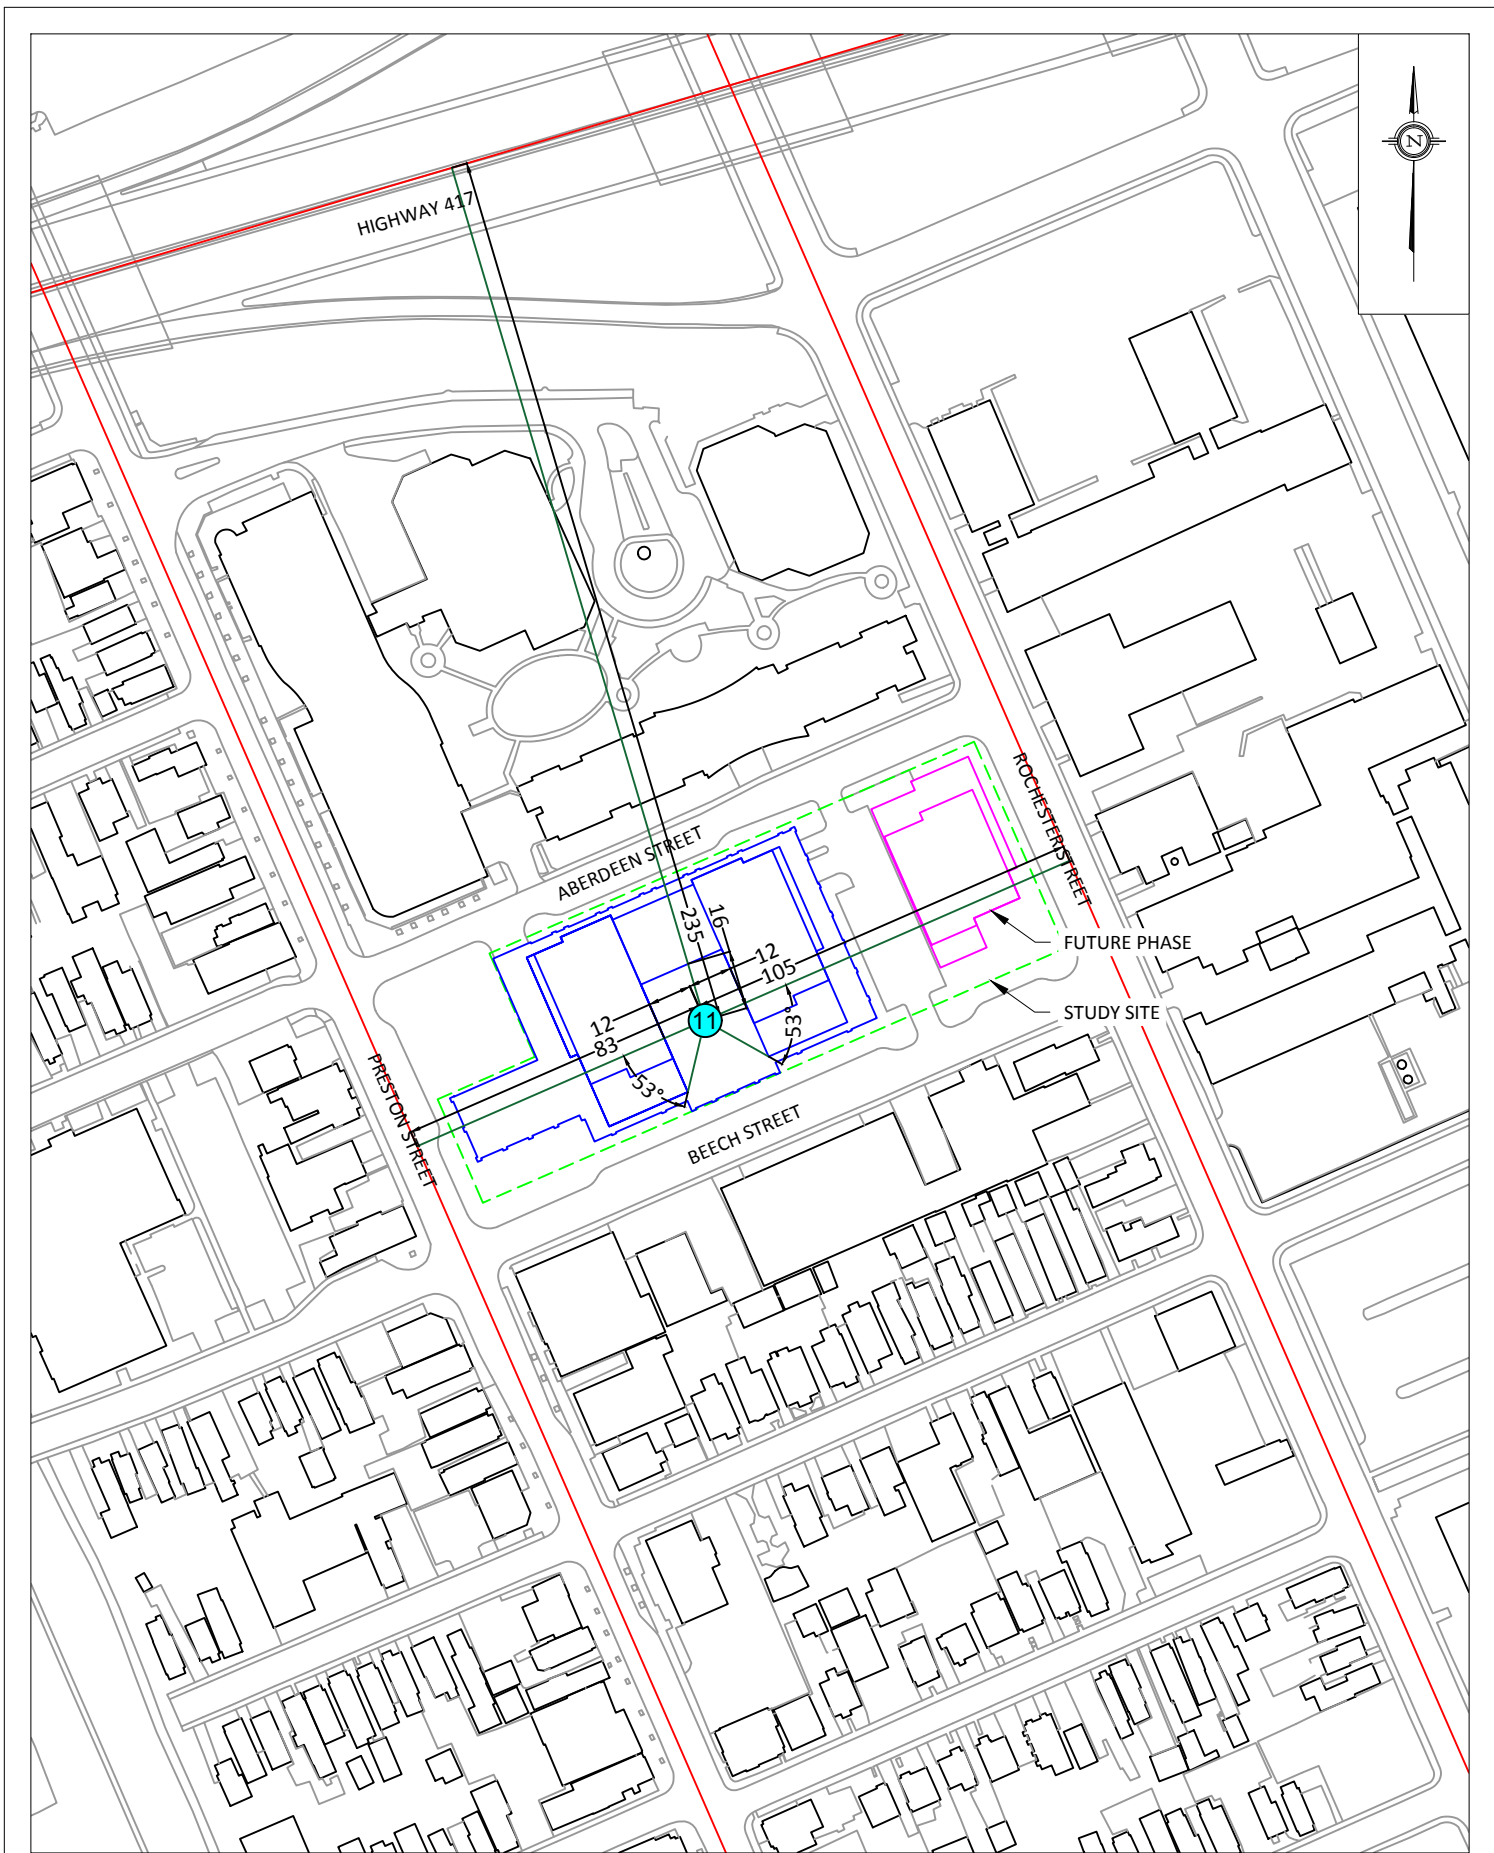 N
HIGHWAY 417
ROCHESTER STREET
ABERDEEN STREET
16
235
12
105
FUTURE PHASE
STUDY SITE
11
12
83
53°
53°
PRESTON STREET
BEECH STREET